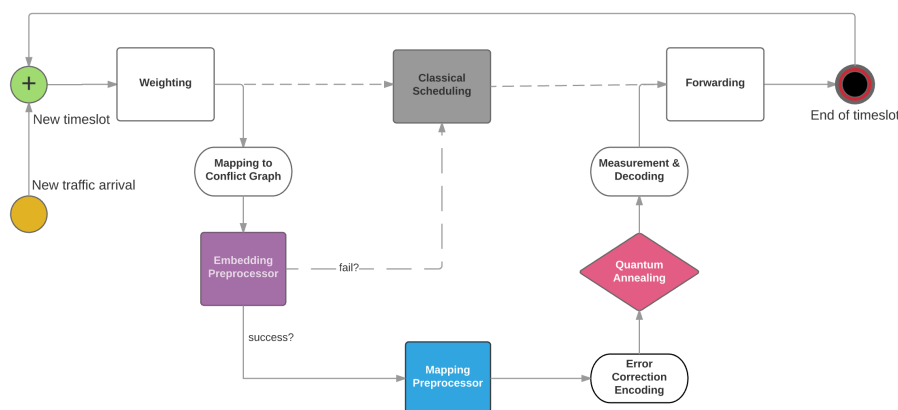 +
Weighting
Classical
Scheduling
Forwarding
New timeslot
End of timeslot
Mapping to
Conflict Graph
Measurement &
Decoding
New traffic arrival
Embedding
Preprocessor
fail?
Quantum
Annealing
success?
Mapping
Preprocessor
Error
Correction
Encoding